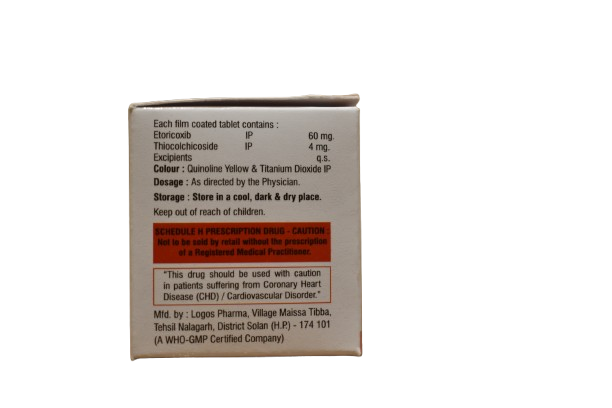 Each film coated tablet contains :
Etoricoxib IP 60 mg.
Thiocolchicoside IP 4 mg.
Excipients q.s.
Colour : Quinoline Yellow & Titanium Dioxide IP
Dosage : As directed by the Physician.
Storage : Store in a cool, dark & dry place.
Keep out of reach of children.
SCHEDULE H PRESCRIPTION DRUG - CAUTION :
Not to be sold by retail without the prescription
of a Registered Medical Practitioner.
"This drug should be used with caution
in patients suffering from Coronary Heart
Disease (CHD) / Cardiovascular Disorder."
Mfd. by : Logos Pharma, Village Maissa Tibba,
Tehsil Nalagarh, District Solan (H.P.) - 174 101
(A WHO-GMP Certified Company)